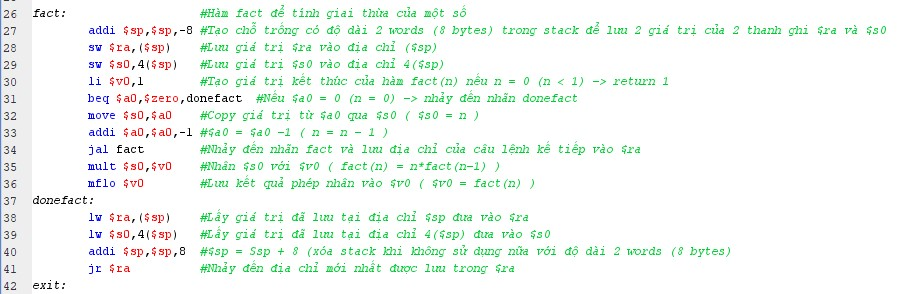 26 fact: #Hàm fact để tính giai thừa của một số
27 addi $sp,$sp,-8 #Tạo chỗ trống có độ dài 2 words (8 bytes) trong stack để lưu 2 giá trị của 2 thanh ghi $ra và $s0
28 sw $ra,($sp) #Lưu giá trị $ra vào địa chỉ ($sp)
29 sw $s0,4($sp) #Lưu giá trị $s0 vào địa chỉ 4($sp)
30 li $v0,1 #Tạo giá trị kết thúc của hàm fact(n) nếu n = 0 (n < 1) -> return 1
31 beq $a0,$zero,donefact #Nếu $a0 = 0 (n = 0) -> nhảy đến nhãn donefact
32 move $s0,$a0 #Copy giá trị từ $a0 qua $s0 ( $s0 = n )
33 addi $a0,$a0,-1 #$a0 = $a0 -1 ( n = n - 1 )
34 jal fact #Nhảy đến nhãn fact và lưu địa chỉ của câu lệnh kế tiếp vào $ra
35 mult $s0,$v0 #Nhân $s0 với $v0 ( fact(n) = n*fact(n-1) )
36 mflo $v0 #Lưu kết quả phép nhân vào $v0 ( $v0 = fact(n) )
37 donefact:
38 lw $ra,($sp) #Lấy giá trị đã lưu tai địa chỉ $sp đưa vào $ra
39 lw $s0,4($sp) #Lấy giá trị đã lưu tai địa chỉ 4($sp) đưa vào $s0
40 addi $sp,$sp,8 #$sp = Ssp + 8 (xóa stack khi không sử dụng nữa với độ dài 2 words (8 bytes)
41 jr $ra #Nhảy đến địa chỉ mới nhất được lưu trong $ra
42 exit: